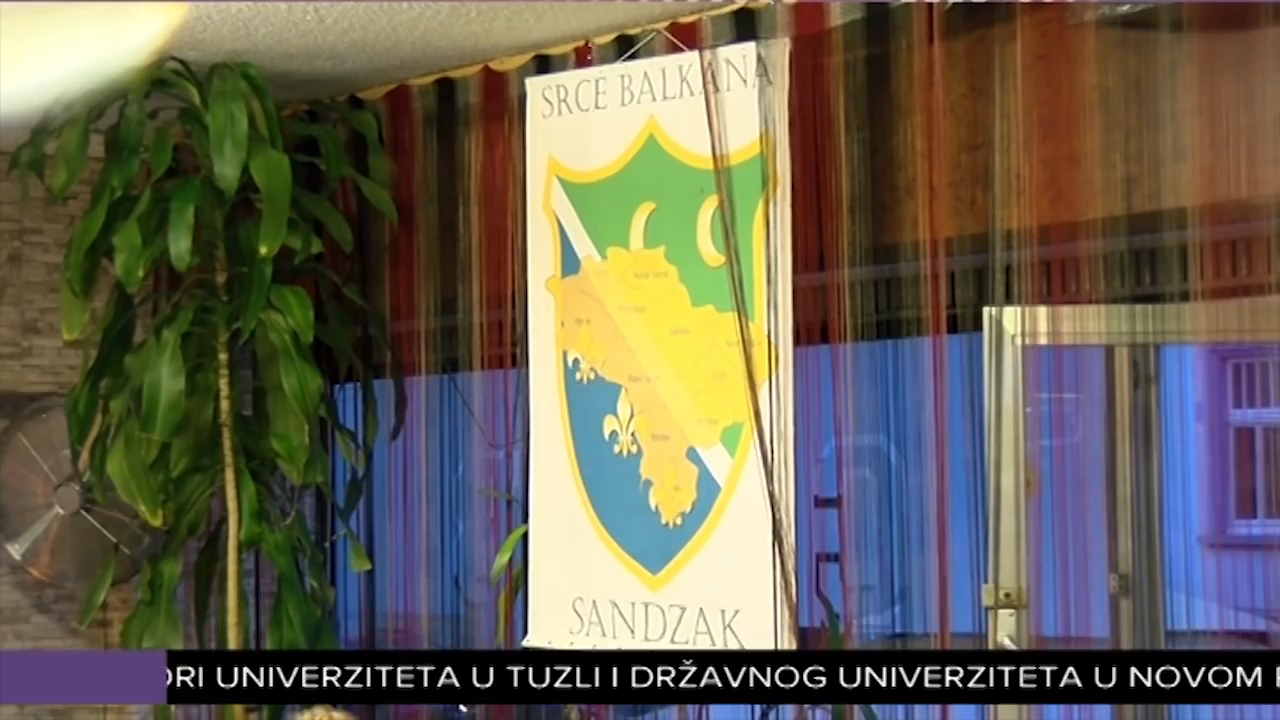 SRCE BALKANA
SANDZAK
ORI UNIVERZITETA U TUZLI I DRŽAVNOG UNIVERZITETA U NOVOM